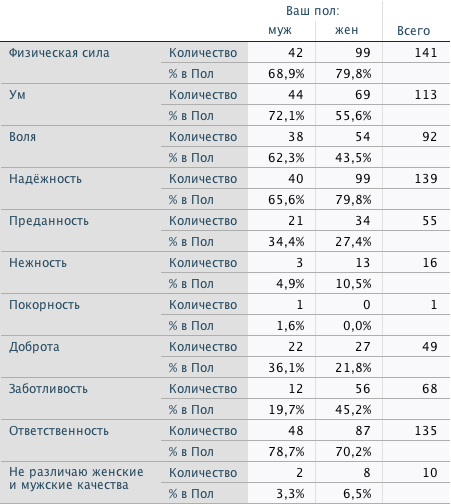 Ваш пол:
муж жен Всего
Физическая сила Количество 42 99 141
% в Пол 68,9% 79,8%
Ум Количество 44 69 113
% в Пол 72,1% 55,6%
Воля Количество 38 54 92
% в Пол 62,3% 43,5%
Надёжность Количество 40 99 139
% в Пол 65,6% 79,8%
Преданность Количество 21 34 55
% в Пол 34,4% 27,4%
Нежность Количество 3 13 16
% в Пол 4,9% 10,5%
Покорность Количество 1 0 1
% в Пол 1,6% 0,0%
Доброта Количество 22 27 49
% в Пол 36,1% 21,8%
Заботливость Количество 12 56 68
% в Пол 19,7% 45,2%
Ответственность Количество 48 87 135
% в Пол 78,7% 70,2%
Не различаю женские Количество 2 8 10
и мужские качества % в Пол 3,3% 6,5%